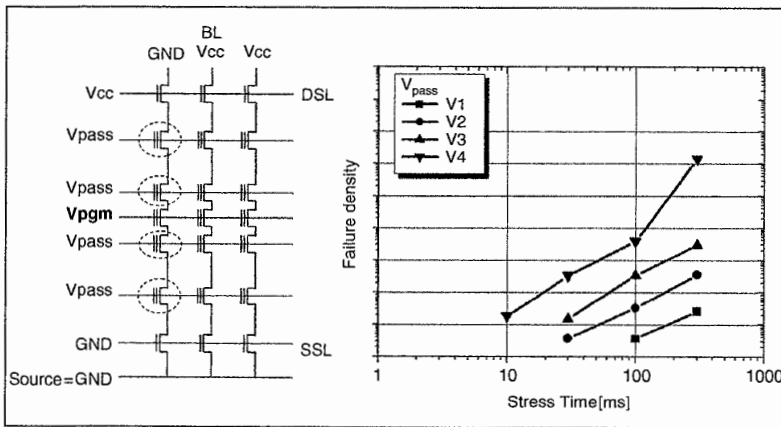 BL
GND Vcc Vcc
Vcc DSL
Vpass
Vpass
Vpgm
Vpass
Vpass
GND SSL
Source=GND
Vpass
V1
V2
V3
V4
Failure density
1 10 100 1000
Stress Time[ms]